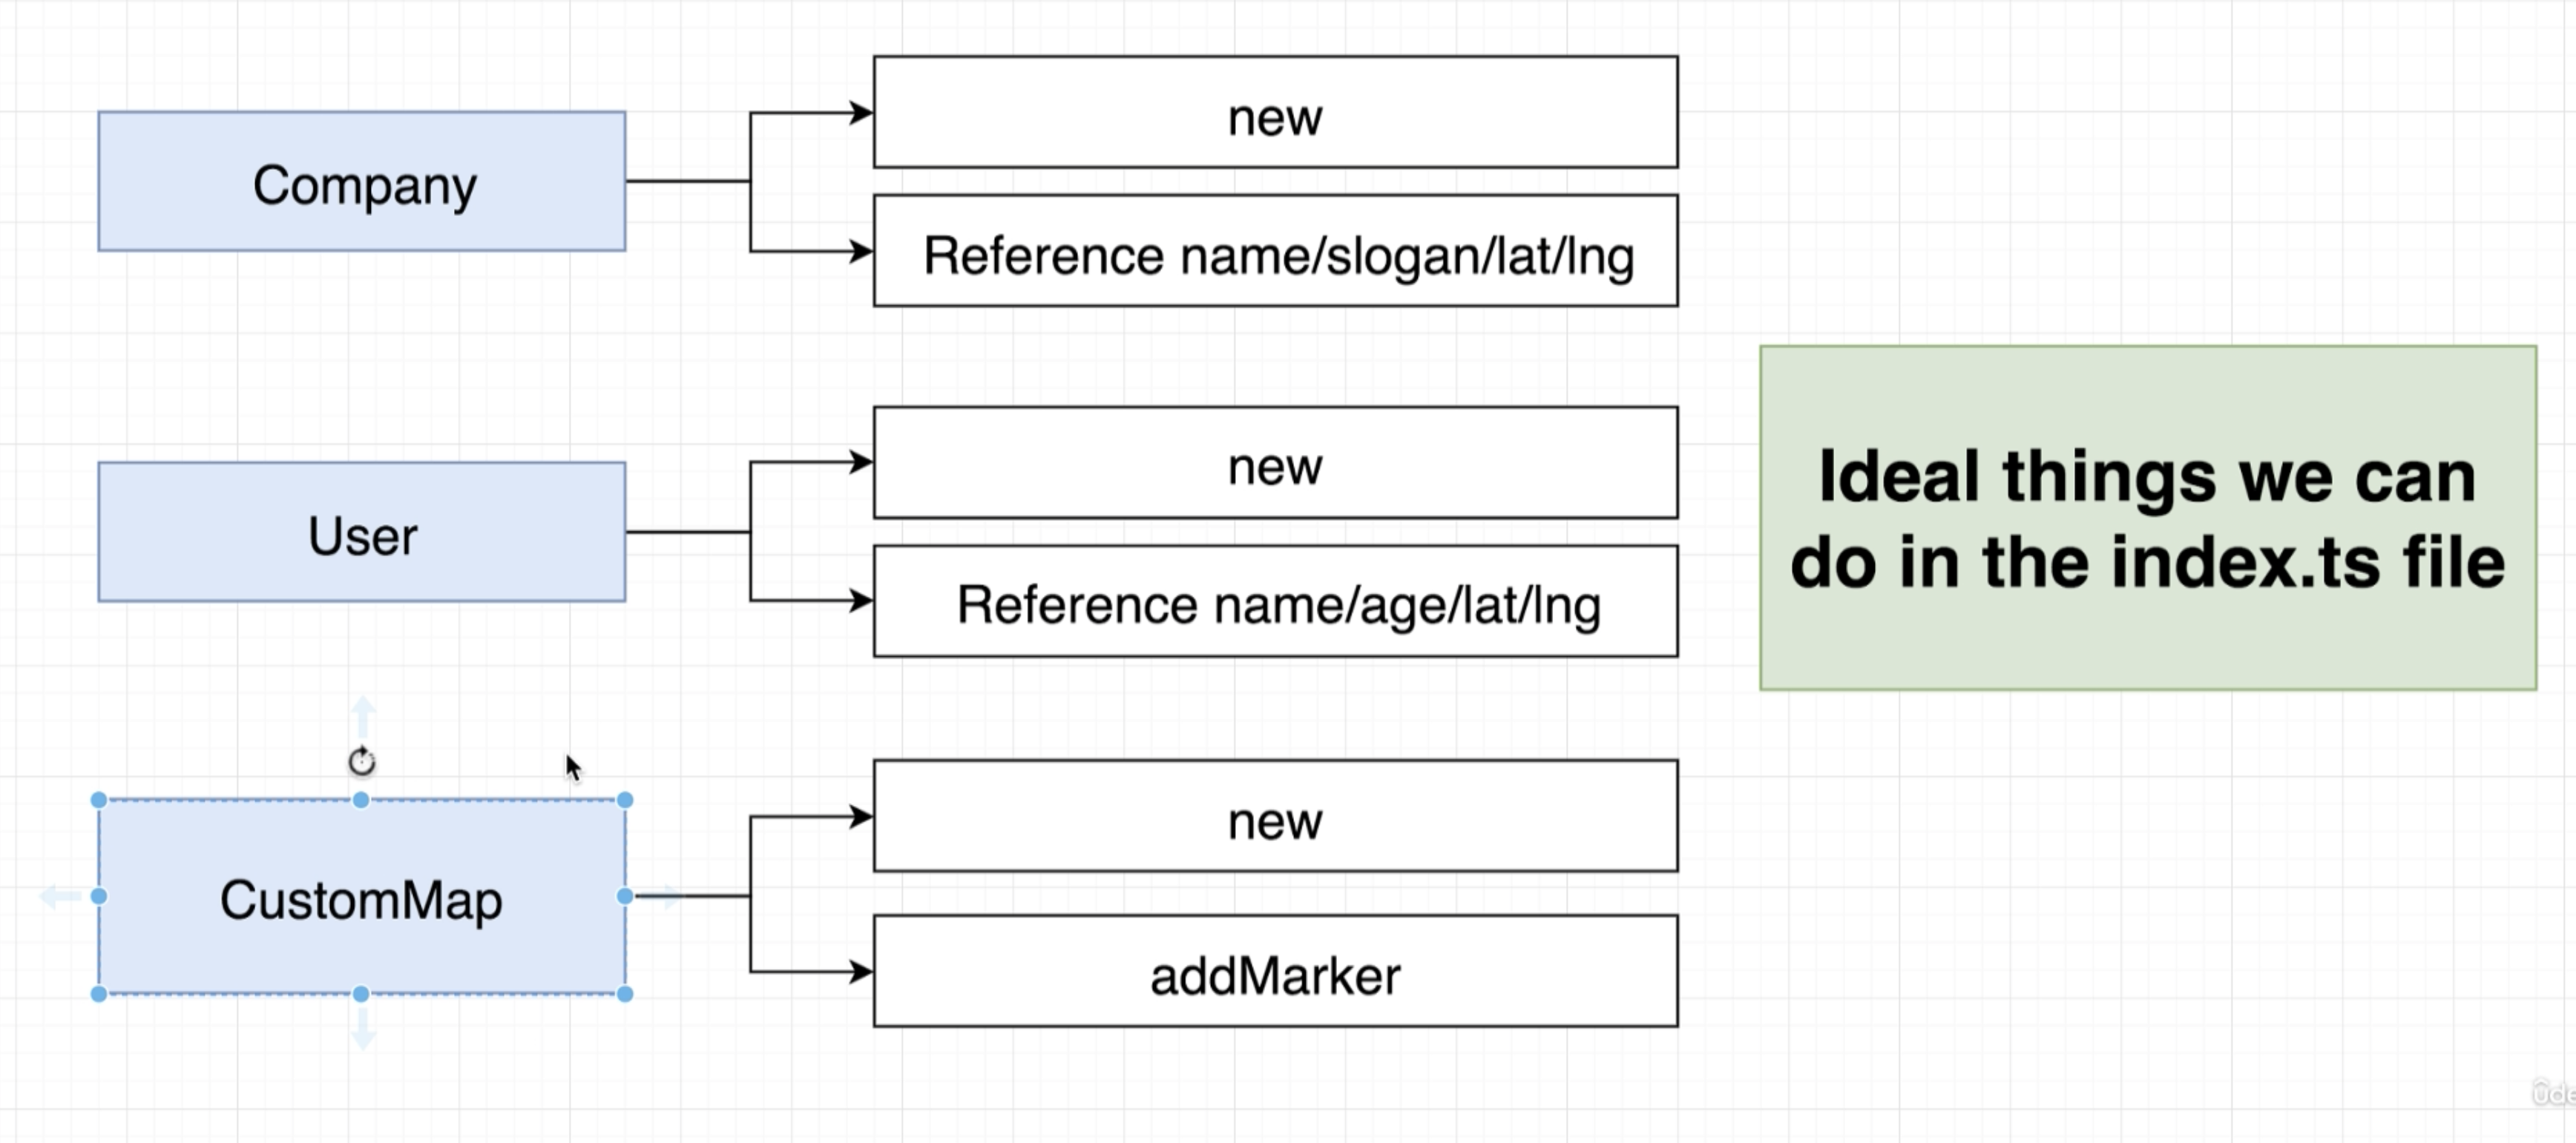 Company
new
Reference name/slogan/lat/lng
User
new
Reference name/age/lat/lng
Ideal things we can
do in the index.ts file
CustomMap
new
addMarker